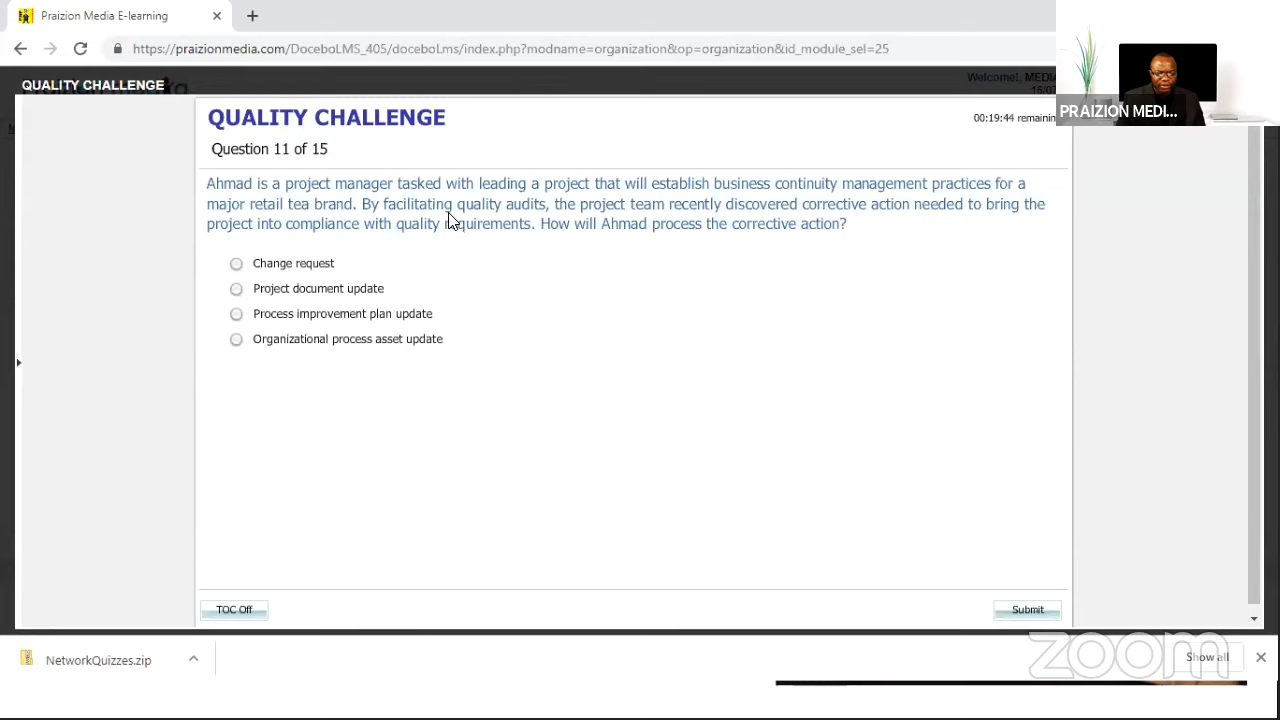 Praizion Media E-learning
https://praizionmedia.com/DoceboLMS_405/doceboLms/index.php?modname=organization&op=organization&id_module_sel=25
QUALITY CHALLENGE
Welcome!, MEDIA
PRAIZION MEDI...
QUALITY CHALLENGE
00:19:44 remainin
Question 11 of 15
Ahmad is a project manager tasked with leading a project that will establish business continuity management practices for a
major retail tea brand. By facilitating quality audits, the project team recently discovered corrective action needed to bring the
project into compliance with quality requirements. How will Ahmad process the corrective action?
Change request
Project document update
Process improvement plan update
Organizational process asset update
TOC Off
Submit
NetworkQuizzes.zip
Show all
zoom